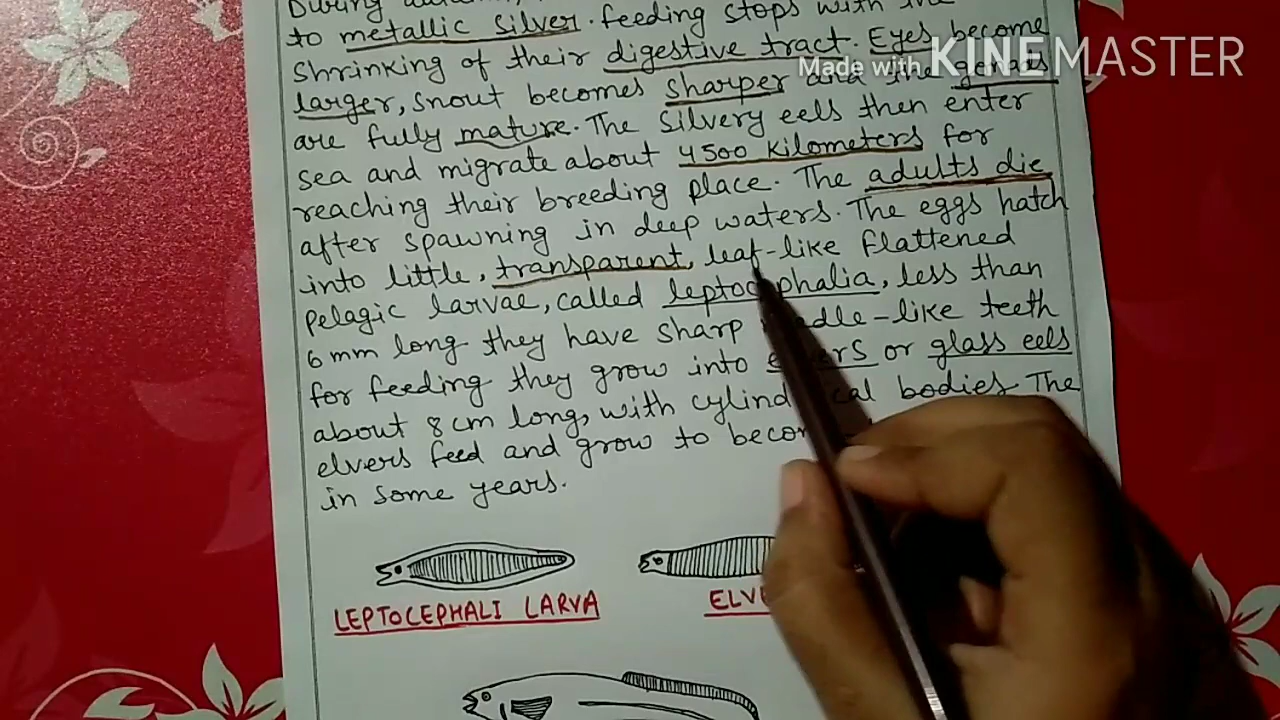 During
to metallic silver. feeding stops with the
Shrinking of their digestive tract. Eyes become
Made with KINEMASTER
larger, snout becomes sharper and the gonads
are fully mature. The silvery eels then enter
sea and migrate about 4500 kilometers for
reaching their breeding place. The adults die
after spawning in deep waters. The eggs hatch
into little, transparent, leaf-like flattened
pelagic larvae, called leptocephalia, less than
6 mm long they have sharp needle-like teeth
for feeding they grow into elvers or glass eels
about 8 cm long, with cylindrical bodies. The
elvers feed and grow to
in some years.
LEPTOCEPHALI LARVA